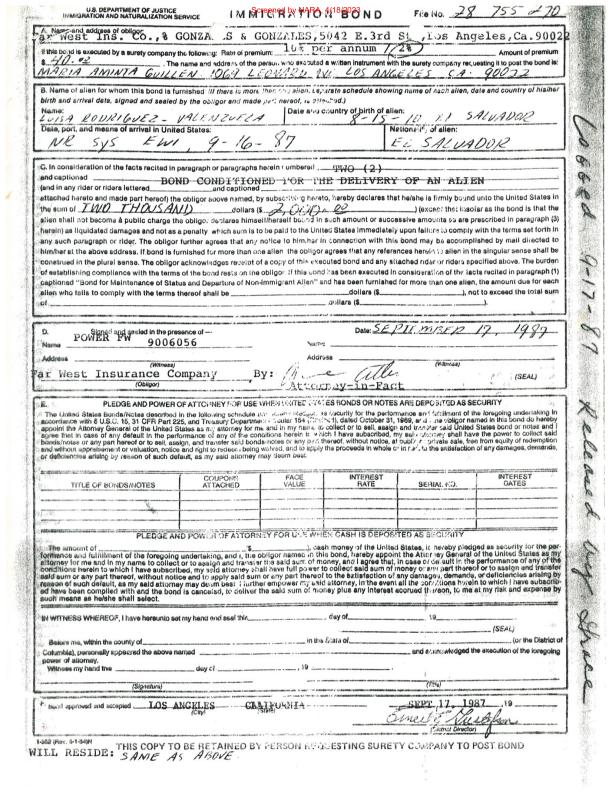 Screened by NARA, 4/18/2023
U.S. DEPARTMENT OF JUSTICE
IMMIGRATION AND NATURALIZATION SERVICE
IMMIGRATION BOND
File No. 28 755 270
A. Name and address of obligor:
Far West Ins. Co., & GONZALES & GONZALES, 5042 E.3rd St., Los Angeles, Ca. 90022
If this bond is executed by a surety company the following: Rate of premium: 10% per annum 1/2% Amount of premium
$ 40.00 . The name and address of the person who executed a written instrument with the surety company requesting it to post the bond is:
MARIA AMINTA GUILLEN 1069 LEONARD AV. LOS ANGELES CA. 90022
B. Name of alien for whom this bond is furnished (If there is more than one alien, separate schedule showing name of each alien, date and country of his/her
birth and arrival date, signed and sealed by the obligor and made part hereof, is attached.)
Name: Date and country of birth of alien:
LUISA RODRIGUEZ-VALENZUELA 8-15-10 El SALVADOR
Date, port, and means of arrival in United States: Nationality of alien:
NR SYS EWI, 9-16-87 EL SALVADOR
C. In consideration of the facts recited in paragraph or paragraphs herein numbered TWO (2)
and captioned BOND CONDITIONED FOR THE DELIVERY OF AN ALIEN
(and in any rider or riders lettered and captioned
attached hereto and made part hereof) the obligor above named, by subscribing hereto, hereby declares that he/she is firmly bound unto the United States in
the sum of TWO THOUSAND dollars ($ 2,000.00 ) (except that insofar as the bond is that the
alien shall not become a public charge the obligor declares himself/herself bound in such amount or successive amounts as are prescribed in paragraph (3)
herein) as liquidated damages and not as a penalty which sum is to be paid to the United States immediately upon failure to comply with the terms set forth in
any such paragraph or rider. The obligor further agrees that any notice to him/her in connection with this bond may be accomplished by mail directed to
him/her at the above address. If bond is furnished for more than one alien the obligor agrees that any references herein to alien in the singular sense shall be
construed in the plural sense. The obligor acknowledges receipt of a copy of this executed bond and any attached rider or riders specified above. The burden
of establishing compliance with the terms of the bond rests on the obligor. If this bond has been executed in consideration of the facts recited in paragraph (1)
captioned "Bond for Maintenance of Status and Departure of Non-immigrant Alien" and has been furnished for more than one alien, the amount due for each
alien who fails to comply with the terms thereof shall be dollars ($ ), not to exceed the total sum
of dollars ($ ).
D. Signed and sealed in the presence of— Date: SEPTEMBER 17, 1987
Name POWER FW 9006056 Name
Address Address
(Witness) (Witness)
Far West Insurance Company By: (SEAL)
(Obligor) Attorney-in-Fact
E. PLEDGE AND POWER OF ATTORNEY FOR USE WHEN UNITED STATES BONDS OR NOTES ARE DEPOSITED AS SECURITY
The United States Bonds/Notes described in the following schedule are pledged as security for the performance and fulfillment of the foregoing undertaking in
accordance with 6 U.S.C. 15, 31 CFR Part 225, and Treasury Department Circular 154 dated October 31, 1969, and I the obligor named in this bond do hereby
appoint the Attorney General of the United States as my attorney for me and in my name to collect or to sell, assign and transfer said United States bond or notes and I
agree that in case of any default in the performance of any of the conditions herein to which I have subscribed, my said attorney shall have the power to collect said
bonds/notes or any part hereof or to sell, assign, and transfer said bonds/notes or any part thereof, without notice, at public or private sale, free from equity of redemption
and without appraisement or valuation, notice and right to redeem being waived, and to apply the proceeds in whole or in part to the satisfaction of any damages, demands,
or deficiencies arising by reason of such default, as my said attorney may deem best.
TITLE OF BONDS/NOTES COUPONS ATTACHED FACE VALUE INTEREST RATE SERIAL NO. INTEREST DATES
PLEDGE AND POWER OF ATTORNEY FOR USE WHEN CASH IS DEPOSITED AS SECURITY
The amount of $ , cash money of the United States, is hereby pledged as security for the per-
formance and fulfillment of the foregoing undertaking, and I, the obligor named in this bond, hereby appoint the Attorney General of the United States as my
attorney for me and in my name to collect or to assign and transfer the said sum of money, and I agree that, in case of default in the performance of any of the
conditions herein to which I have subscribed, my said attorney shall have full power to collect said sum of money or any part thereof or to assign and transfer
said sum or any part thereof, without notice and to apply said sum or any part thereof to the satisfaction of any damages, demands, or deficiencies arising by
reason of such default, as my said attorney may deem best. I further empower my said attorney, in the event all the conditions herein to which I have subscrib-
ed have been complied with and the bond is canceled, to deliver the said sum of money plus any interest accrued thereon, to me at my risk and expense by
such means as he/she shall select.
IN WITNESS WHEREOF, I have hereunto set my hand and seal this day of , 19
(SEAL)
Before me, within the county of in the State of (or the District of
Columbia), personally appeared the above named and acknowledged the execution of the foregoing
power of attorney.
Witness my hand the day of , 19 .
(Signature) (Title)
F. Bond approved and accepted LOS ANGELES CALIFORNIA SEPT 17, 1987 19
(City) (State)
(District Director)
I-352 (Rev. 5-1-84)N
THIS COPY TO BE RETAINED BY PERSON REQUESTING SURETY COMPANY TO POST BOND
WILL RESIDE: SAME AS ABOVE
Logged 9-17-87 Released